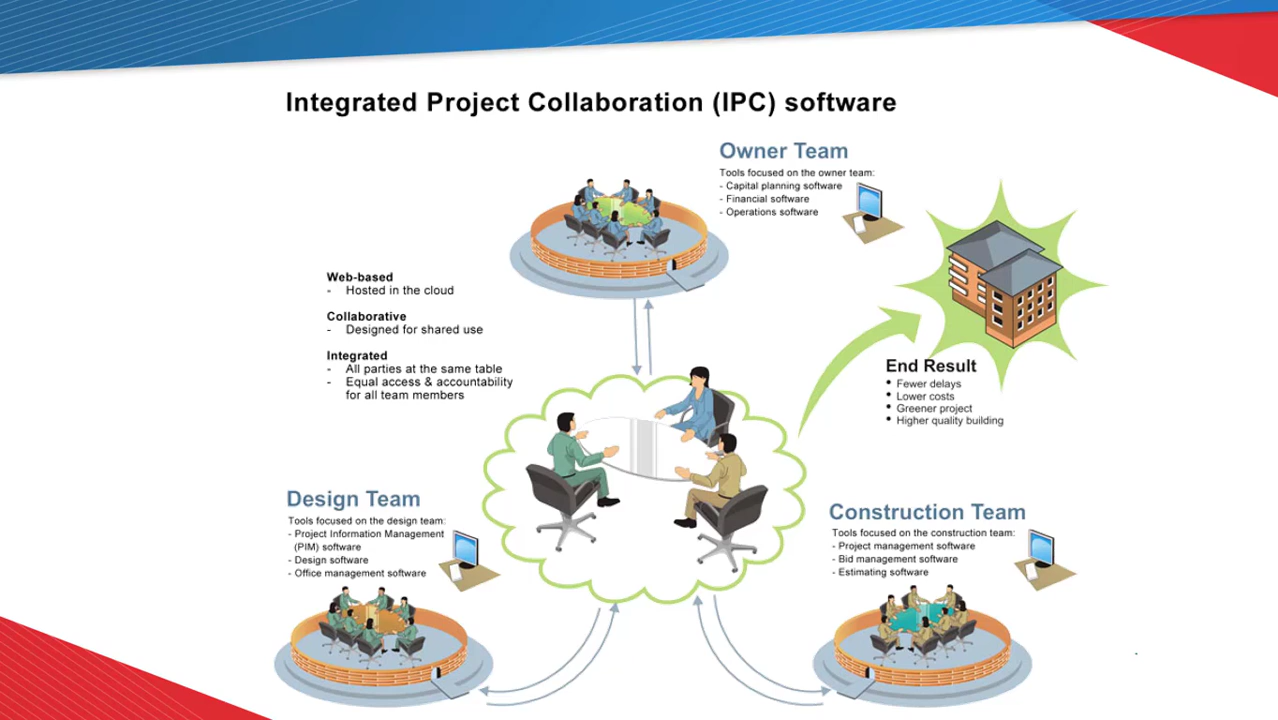 Integrated Project Collaboration (IPC) software
Owner Team
Tools focused on the owner team:
- Capital planning software
- Financial software
- Operations software
Web-based
- Hosted in the cloud
Collaborative
- Designed for shared use
Integrated
- All parties at the same table
- Equal access & accountability
for all team members
End Result
• Fewer delays
• Lower costs
• Greener project
• Higher quality building
Design Team
Tools focused on the design team:
- Project Information Management
(PIM) software
- Design software
- Office management software
Construction Team
Tools focused on the construction team:
- Project management software
- Bid management software
- Estimating software